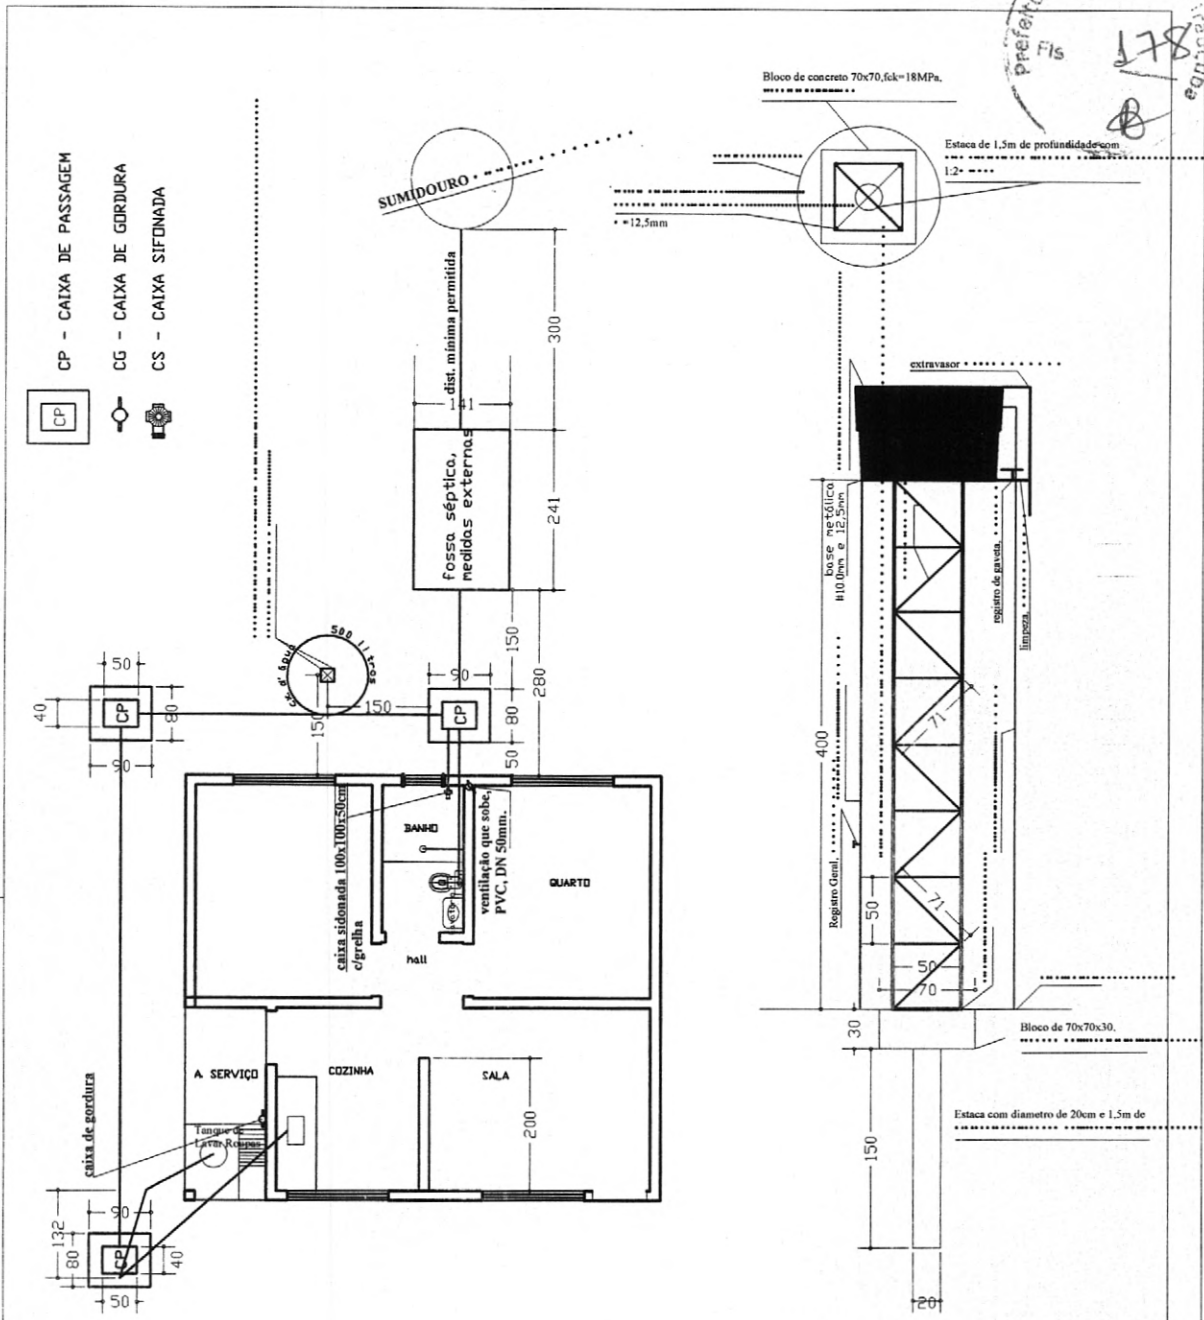 Prefeitu
Fls
178
CP
CP - CAIXA DE PASSAGEM
CG - CAIXA DE GORDURA
CS - CAIXA SIFONADA
SUMIDOURO
dist. mínima permitida
300
141
fossa séptica,
medidas externas
241
500 litros
150
280
50
40
CP
80
90
150
150
90
CP
80
50
BANHO
QUARTO
hall
caixa sidonada 100x100x50cm
c/grelha
ventilação que sobe,
PVC, DN 50mm.
A. SERVIÇO
COZINHA
SALA
200
Tanque de
Lavar Roupas
caixa de gordura
132
90
CP
80
40
50
Bloco de concreto 70x70,fck=18MPa,
Estaca de 1,5m de profundidade com
1:2
=12,5mm
extravasor
base metálica
#10.0mm e 12,5mm
registro de gaveta,
limpeza,
400
71
Registro Geral,
50
71
50
70
30
Bloco de 70x70x30,
Estaca com diametro de 20cm e 1,5m de
150
20